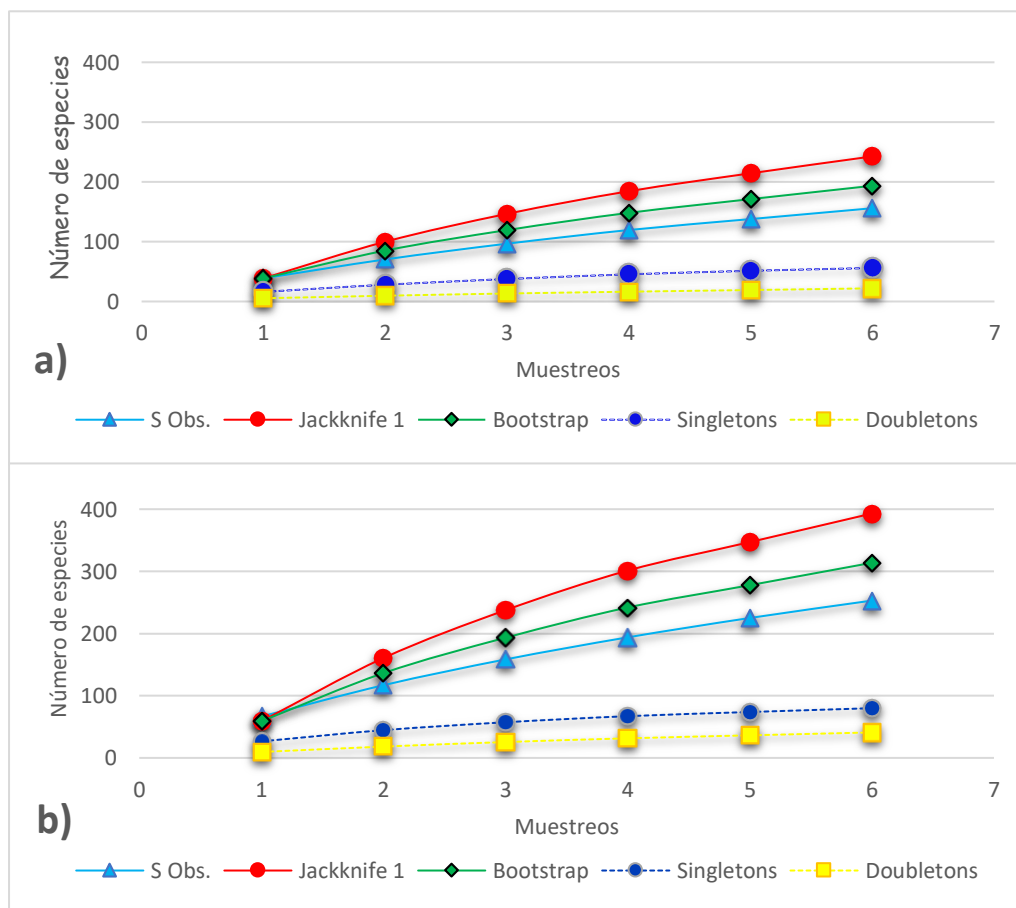 Número de especies
400
300
200
100
0
0 1 2 3 4 5 6 7
a)
Muestreos
S Obs. Jackknife 1 Bootstrap Singletons Doubletons
Número de especies
400
300
200
100
0
0 1 2 3 4 5 6 7
b)
Muestreos
S Obs. Jackknife 1 Bootstrap Singletons Doubletons